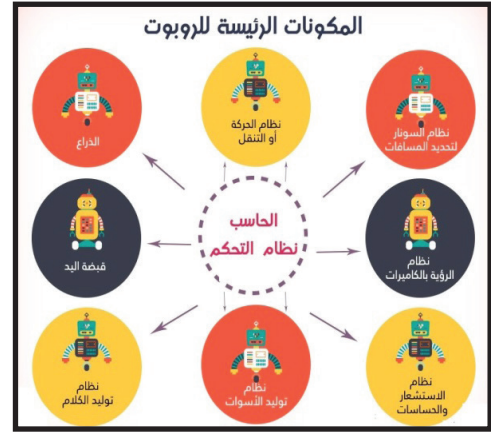 المكونات الرئيسة للروبوت
نظام السونار
لتحديد المسافات
نظام الحركة
أو التنقل
الذراع
الحاسب
نظام التحكم
نظام
الرؤية بالكاميرات
قبضة اليد
نظام
الاستشعار
والحساسات
نظام
توليد الأسوات
نظام
توليد الكلام